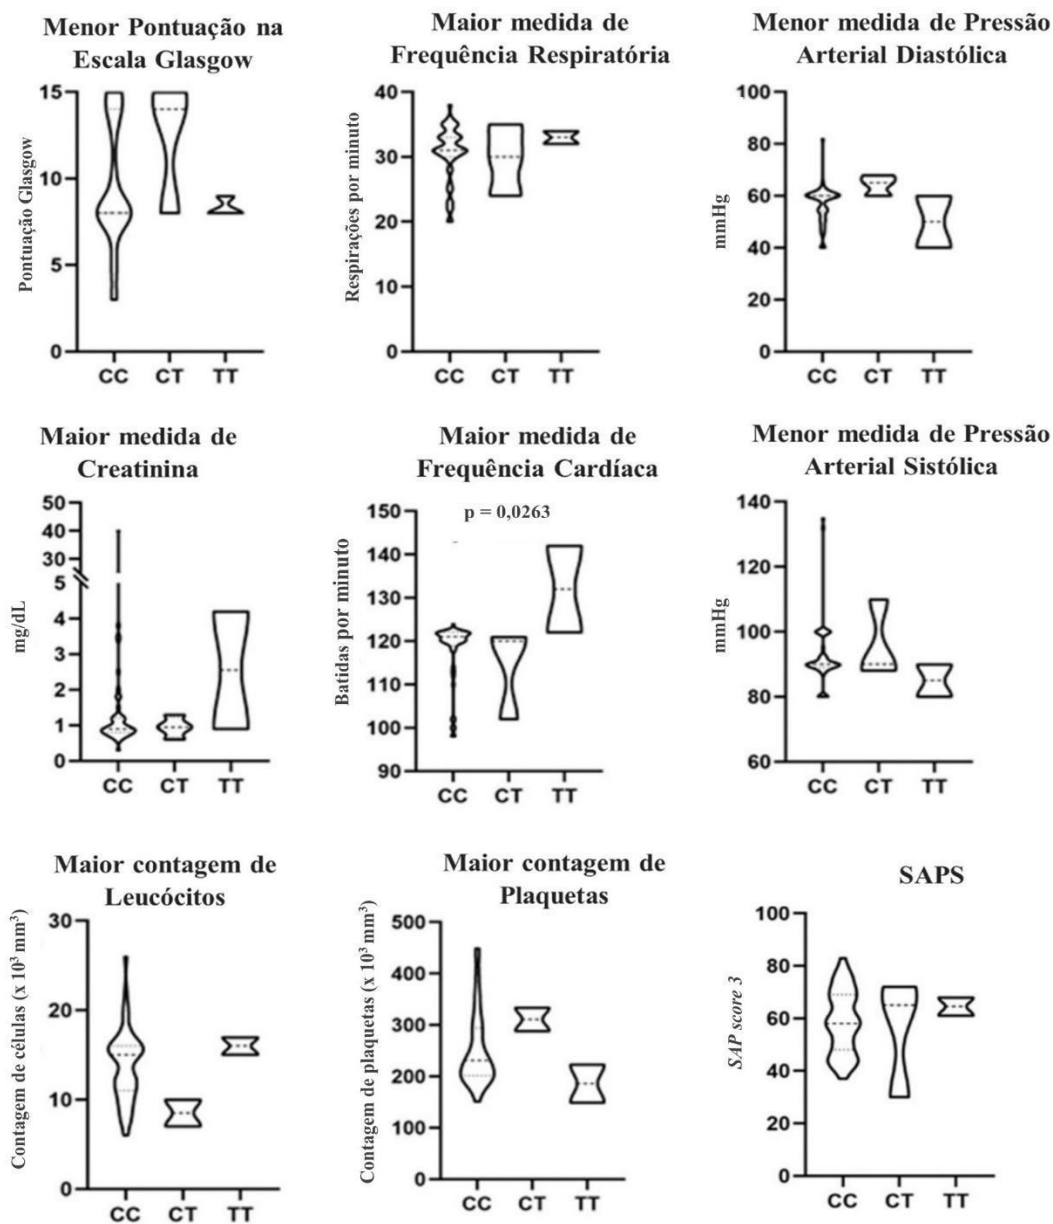 Menor Pontuação na
Escala Glasgow
Pontuação Glasgow
15
10
5
0
CC CT TT
Maior medida de
Frequência Respiratória
Respirações por minuto
40
30
20
10
0
CC CT TT
Menor medida de Pressão
Arterial Diastólica
mmHg
100
80
60
40
20
0
CC CT TT
Maior medida de
Creatinina
mg/dL
50
40
30
5
4
3
2
1
0
CC CT TT
Maior medida de
Frequência Cardíaca
p = 0,0263
Batidas por minuto
150
140
130
120
110
100
90
CC CT TT
Menor medida de Pressão
Arterial Sistólica
mmHg
140
120
100
80
60
CC CT TT
Maior contagem de
Leucócitos
Contagem de células (x 10³ mm³)
30
20
10
0
CC CT TT
Maior contagem de
Plaquetas
Contagem de plaquetas (x 10³ mm³)
500
400
300
200
100
0
CC CT TT
SAPS
SAP score 3
100
80
60
40
20
0
CC CT TT